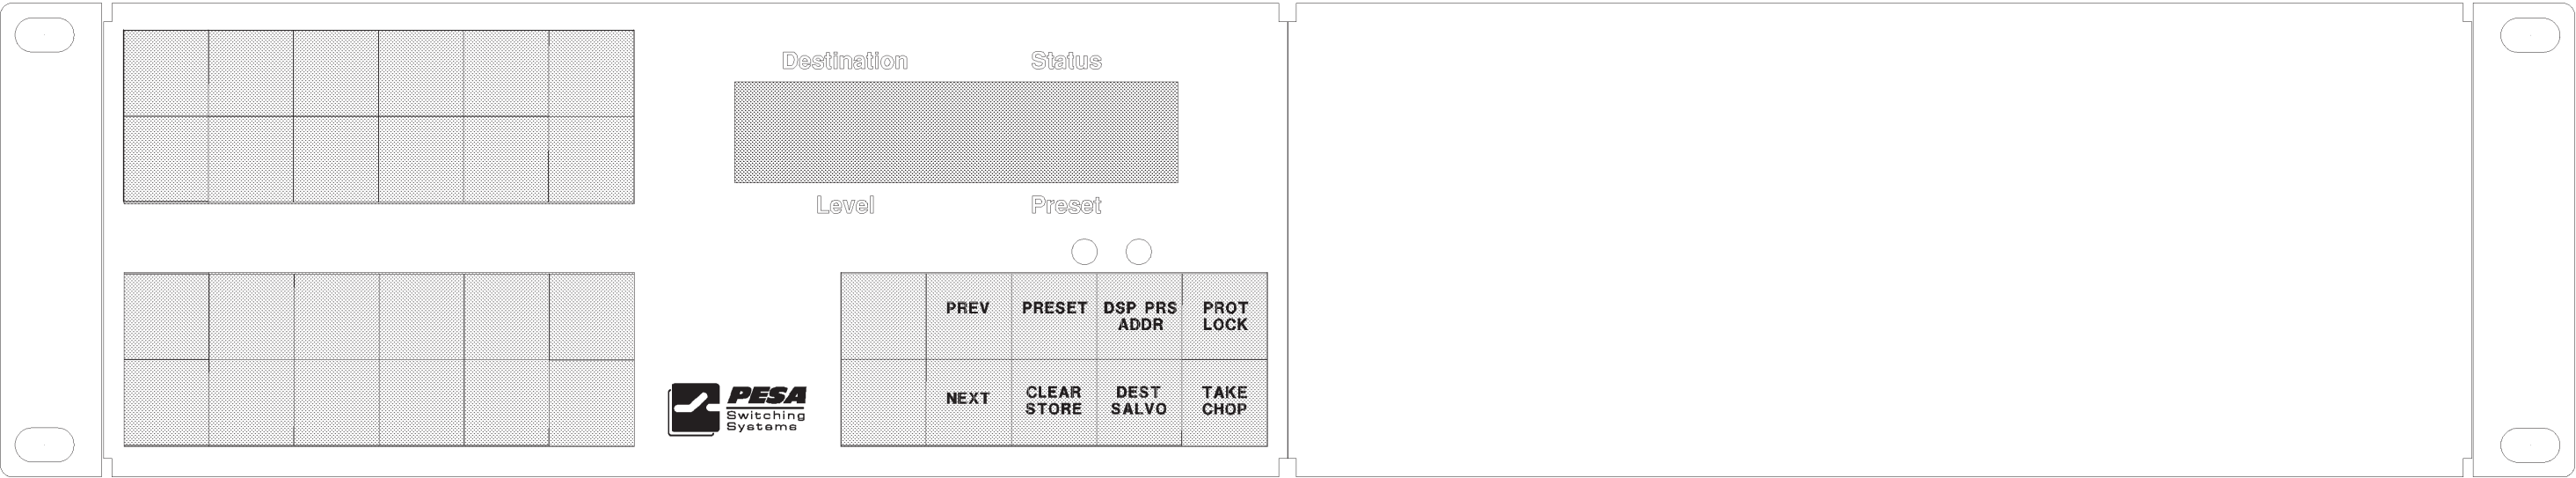 Destination Status
Level Preset
PREV PRESET DSP PRS ADDR PROT LOCK
NEXT CLEAR STORE DEST SALVO TAKE CHOP
PESA
Switching
Systems